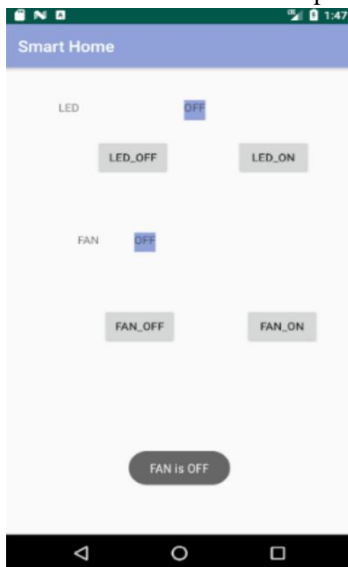 1:47
Smart Home
LED OFF
LED_OFF LED_ON
FAN OFF
FAN_OFF FAN_ON
FAN is OFF